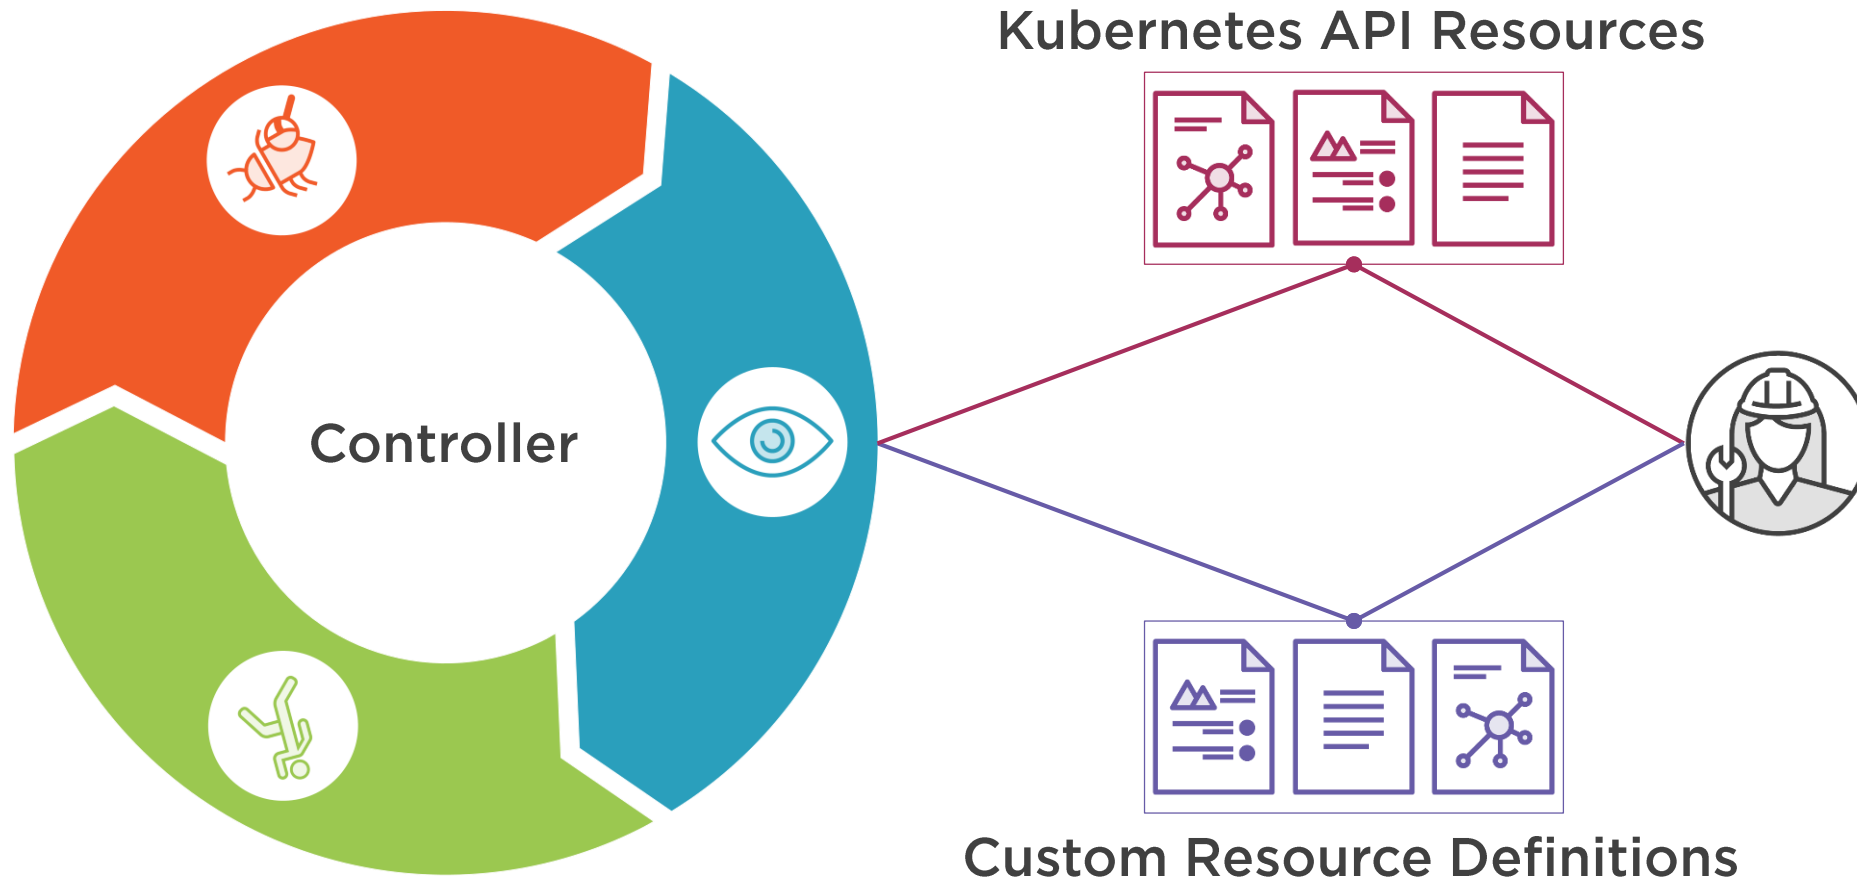 Kubernetes API Resources
Controller
Custom Resource Definitions